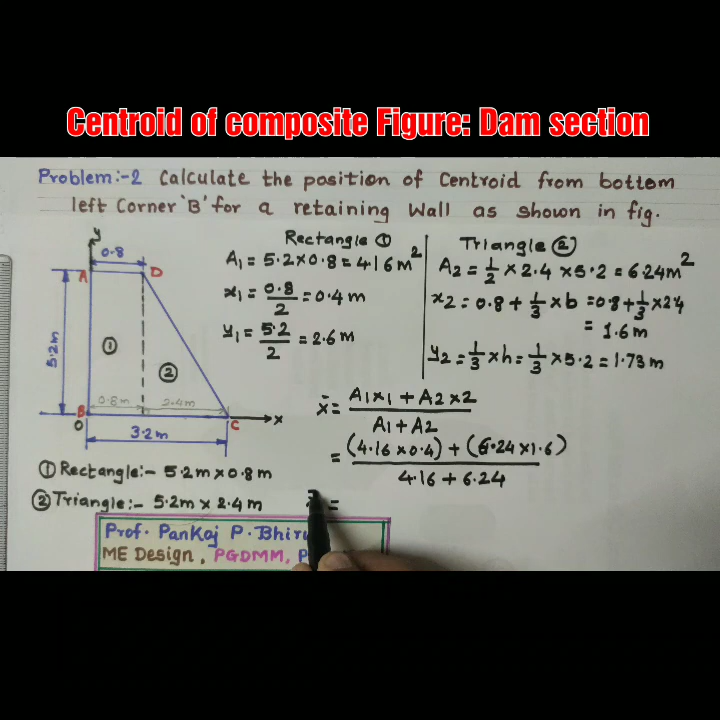 Centroid of composite Figure: Dam section
Problem:-2 Calculate the position of Centroid from bottom
left Corner 'B' for a retaining Wall as shown in fig.
y
0.8
A
D
5.2m
①
②
0.8m
2.4m
B
O
C
x
3.2m
Rectangle ①
A1 = 5.2×0.8 = 416 m²
x1 = 0.8/2 = 0.4 m
y1 = 5.2/2 = 2.6 m
Triangle ②
A2 = 1/2 × 2.4 × 5.2 = 6.24m²
x2 = 0.8 + 1/3 × b = 0.8 + 1/3 × 24
= 1.6 m
y2 = 1/3 × h = 1/3 × 5.2 = 1.73 m
x̄ = A1x1 + A2x2 / A1 + A2
= (4.16 × 0.4) + (6.24 × 1.6) / 4.16 + 6.24
① Rectangle:- 5.2m × 0.8m
② Triangle:- 5.2m × 2.4m
=
Prof. Pankaj P. Bhiru
ME Design, PGDMM, P